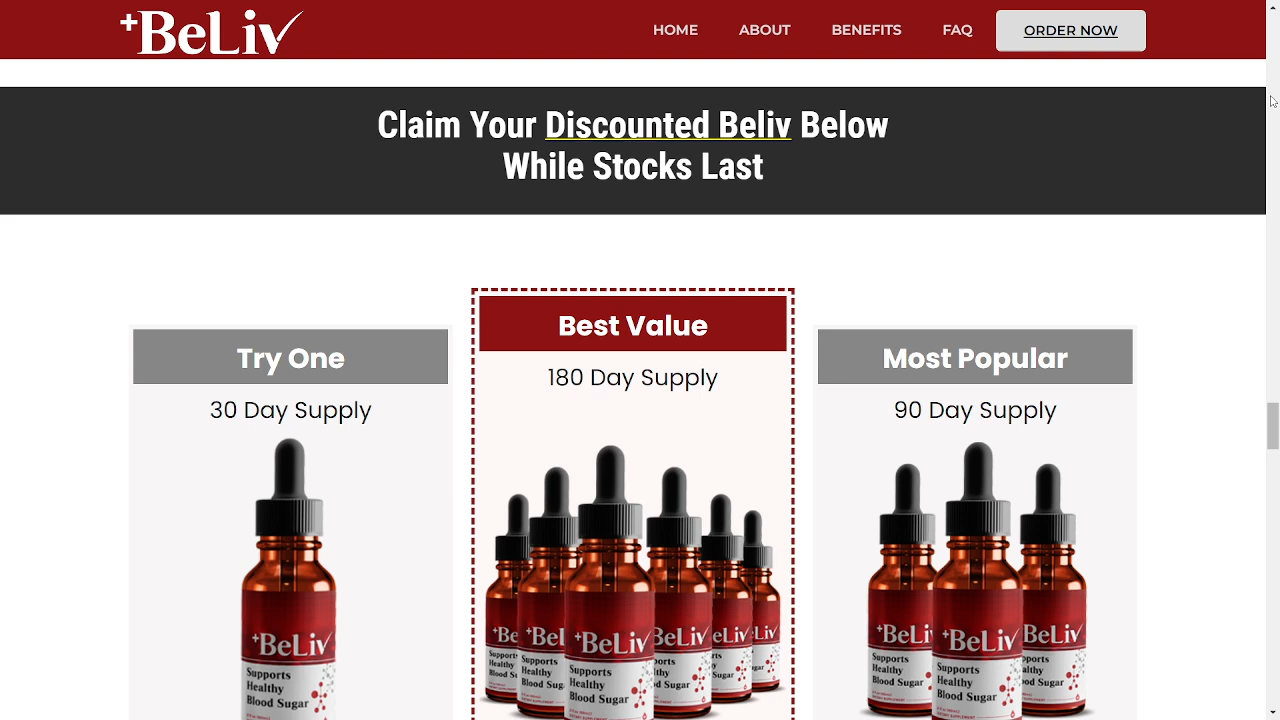 +BeLiv
HOME ABOUT BENEFITS FAQ ORDER NOW
Claim Your Discounted Beliv Below
While Stocks Last
Try One
30 Day Supply
Best Value
180 Day Supply
Most Popular
90 Day Supply
+BeLiv
Supports
Healthy
Blood Sugar
+BeLiv
Supports
Healthy
Blood Sugar
+BeLiv
Supports
Healthy
Blood Sugar